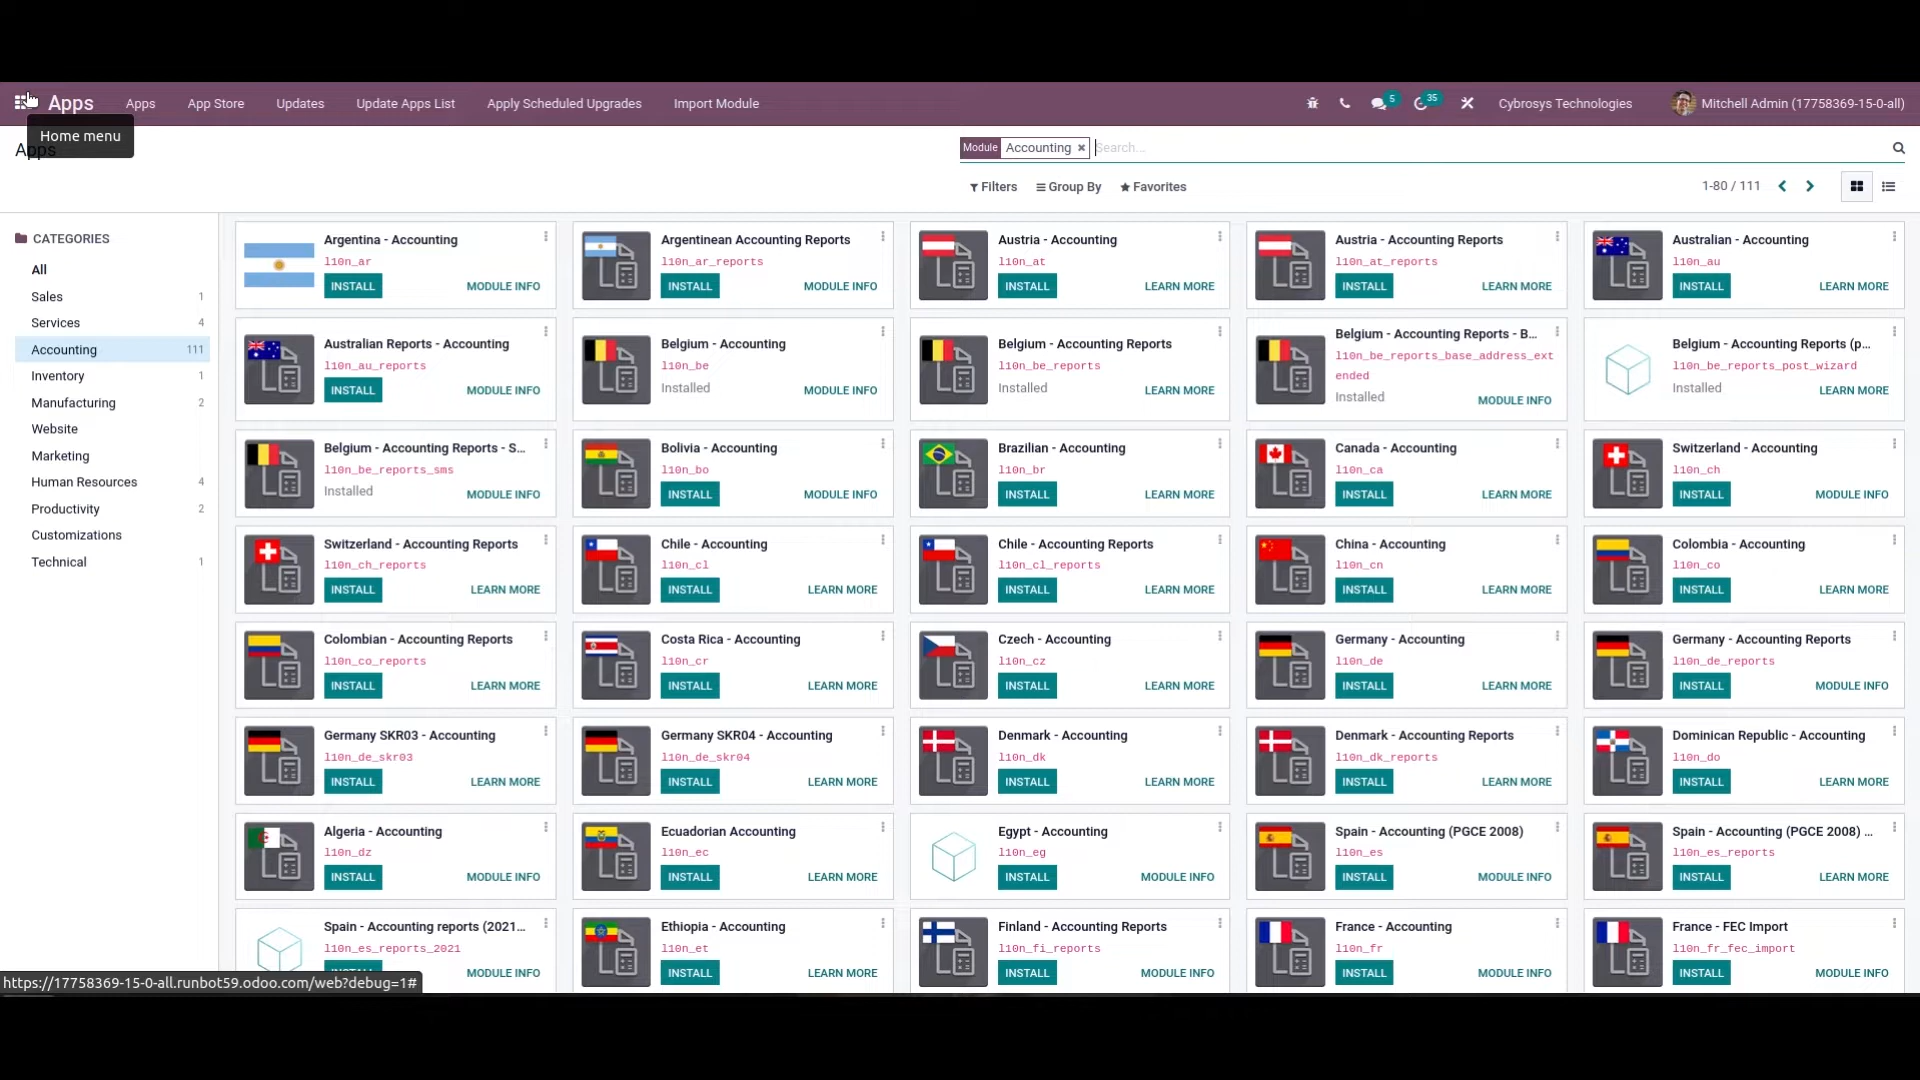 Apps Apps App Store Updates Update Apps List Apply Scheduled Upgrades Import Module 5 35 Cybrosys Technologies Mitchell Admin (17758369-15-0-all)
Home menu
Apps
Module Accounting × Search...
Filters Group By Favorites 1-80 / 111
CATEGORIES
All
Sales 1
Services 4
Accounting 111
Inventory 1
Manufacturing 2
Website
Marketing
Human Resources 4
Productivity 2
Customizations
Technical 1
Argentina - Accounting
l10n_ar
INSTALL MODULE INFO
Argentinean Accounting Reports
l10n_ar_reports
INSTALL MODULE INFO
Austria - Accounting
l10n_at
INSTALL LEARN MORE
Austria - Accounting Reports
l10n_at_reports
INSTALL LEARN MORE
Australian - Accounting
l10n_au
INSTALL LEARN MORE
Australian Reports - Accounting
l10n_au_reports
INSTALL MODULE INFO
Belgium - Accounting
l10n_be
Installed MODULE INFO
Belgium - Accounting Reports
l10n_be_reports
Installed LEARN MORE
Belgium - Accounting Reports - B...
l10n_be_reports_base_address_ext
ended
Installed MODULE INFO
Belgium - Accounting Reports (p...
l10n_be_reports_post_wizard
Installed LEARN MORE
Belgium - Accounting Reports - S...
l10n_be_reports_sms
Installed MODULE INFO
Bolivia - Accounting
l10n_bo
INSTALL MODULE INFO
Brazilian - Accounting
l10n_br
INSTALL LEARN MORE
Canada - Accounting
l10n_ca
INSTALL LEARN MORE
Switzerland - Accounting
l10n_ch
INSTALL MODULE INFO
Switzerland - Accounting Reports
l10n_ch_reports
INSTALL LEARN MORE
Chile - Accounting
l10n_cl
INSTALL LEARN MORE
Chile - Accounting Reports
l10n_cl_reports
INSTALL LEARN MORE
China - Accounting
l10n_cn
INSTALL LEARN MORE
Colombia - Accounting
l10n_co
INSTALL LEARN MORE
Colombian - Accounting Reports
l10n_co_reports
INSTALL LEARN MORE
Costa Rica - Accounting
l10n_cr
INSTALL LEARN MORE
Czech - Accounting
l10n_cz
INSTALL LEARN MORE
Germany - Accounting
l10n_de
INSTALL LEARN MORE
Germany - Accounting Reports
l10n_de_reports
INSTALL MODULE INFO
Germany SKR03 - Accounting
l10n_de_skr03
INSTALL LEARN MORE
Germany SKR04 - Accounting
l10n_de_skr04
INSTALL LEARN MORE
Denmark - Accounting
l10n_dk
INSTALL LEARN MORE
Denmark - Accounting Reports
l10n_dk_reports
INSTALL LEARN MORE
Dominican Republic - Accounting
l10n_do
INSTALL LEARN MORE
Algeria - Accounting
l10n_dz
INSTALL MODULE INFO
Ecuadorian Accounting
l10n_ec
INSTALL LEARN MORE
Egypt - Accounting
l10n_eg
INSTALL MODULE INFO
Spain - Accounting (PGCE 2008)
l10n_es
INSTALL MODULE INFO
Spain - Accounting (PGCE 2008) ...
l10n_es_reports
INSTALL LEARN MORE
Spain - Accounting reports (2021...
l10n_es_reports_2021
INSTALL MODULE INFO
Ethiopia - Accounting
l10n_et
INSTALL LEARN MORE
Finland - Accounting Reports
l10n_fi_reports
INSTALL MODULE INFO
France - Accounting
l10n_fr
INSTALL MODULE INFO
France - FEC Import
l10n_fr_fec_import
INSTALL MODULE INFO
https://17758369-15-0-all.runbot59.odoo.com/web?debug=1#